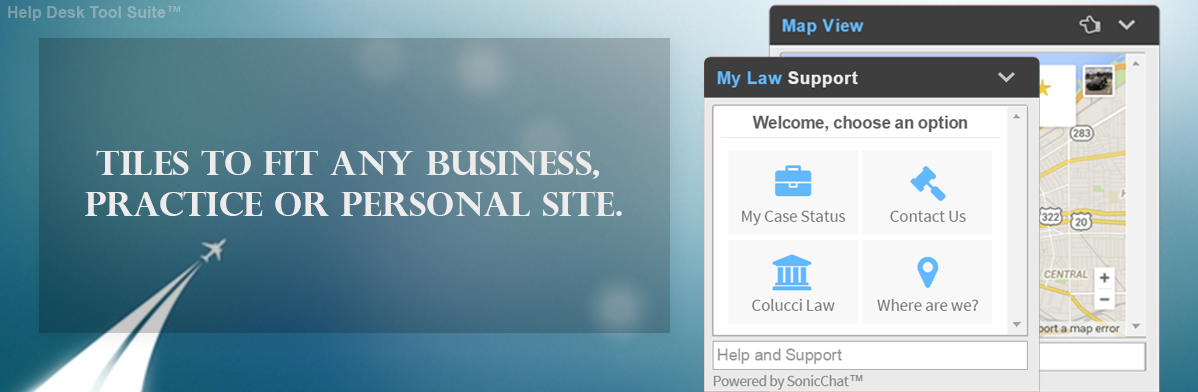 Help Desk Tool Suite™
TILES TO FIT ANY BUSINESS,
PRACTICE OR PERSONAL SITE.
Map View
My Law Support
Welcome, choose an option
My Case Status
Contact Us
Colucci Law
Where are we?
Help and Support
Powered by SonicChat™
283
322
20
CENTRAL
+
−
ort a map error